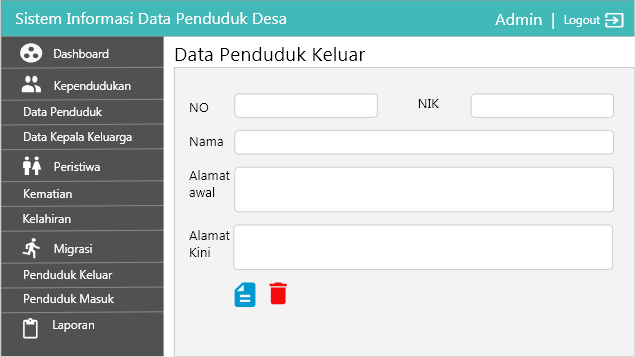 Sistem Informasi Data Penduduk Desa
Admin | Logout
Dashboard
Kependudukan
Data Penduduk
Data Kepala Keluarga
Peristiwa
Kematian
Kelahiran
Migrasi
Penduduk Keluar
Penduduk Masuk
Laporan
Data Penduduk Keluar
NO
NIK
Nama
Alamat
awal
Alamat
Kini